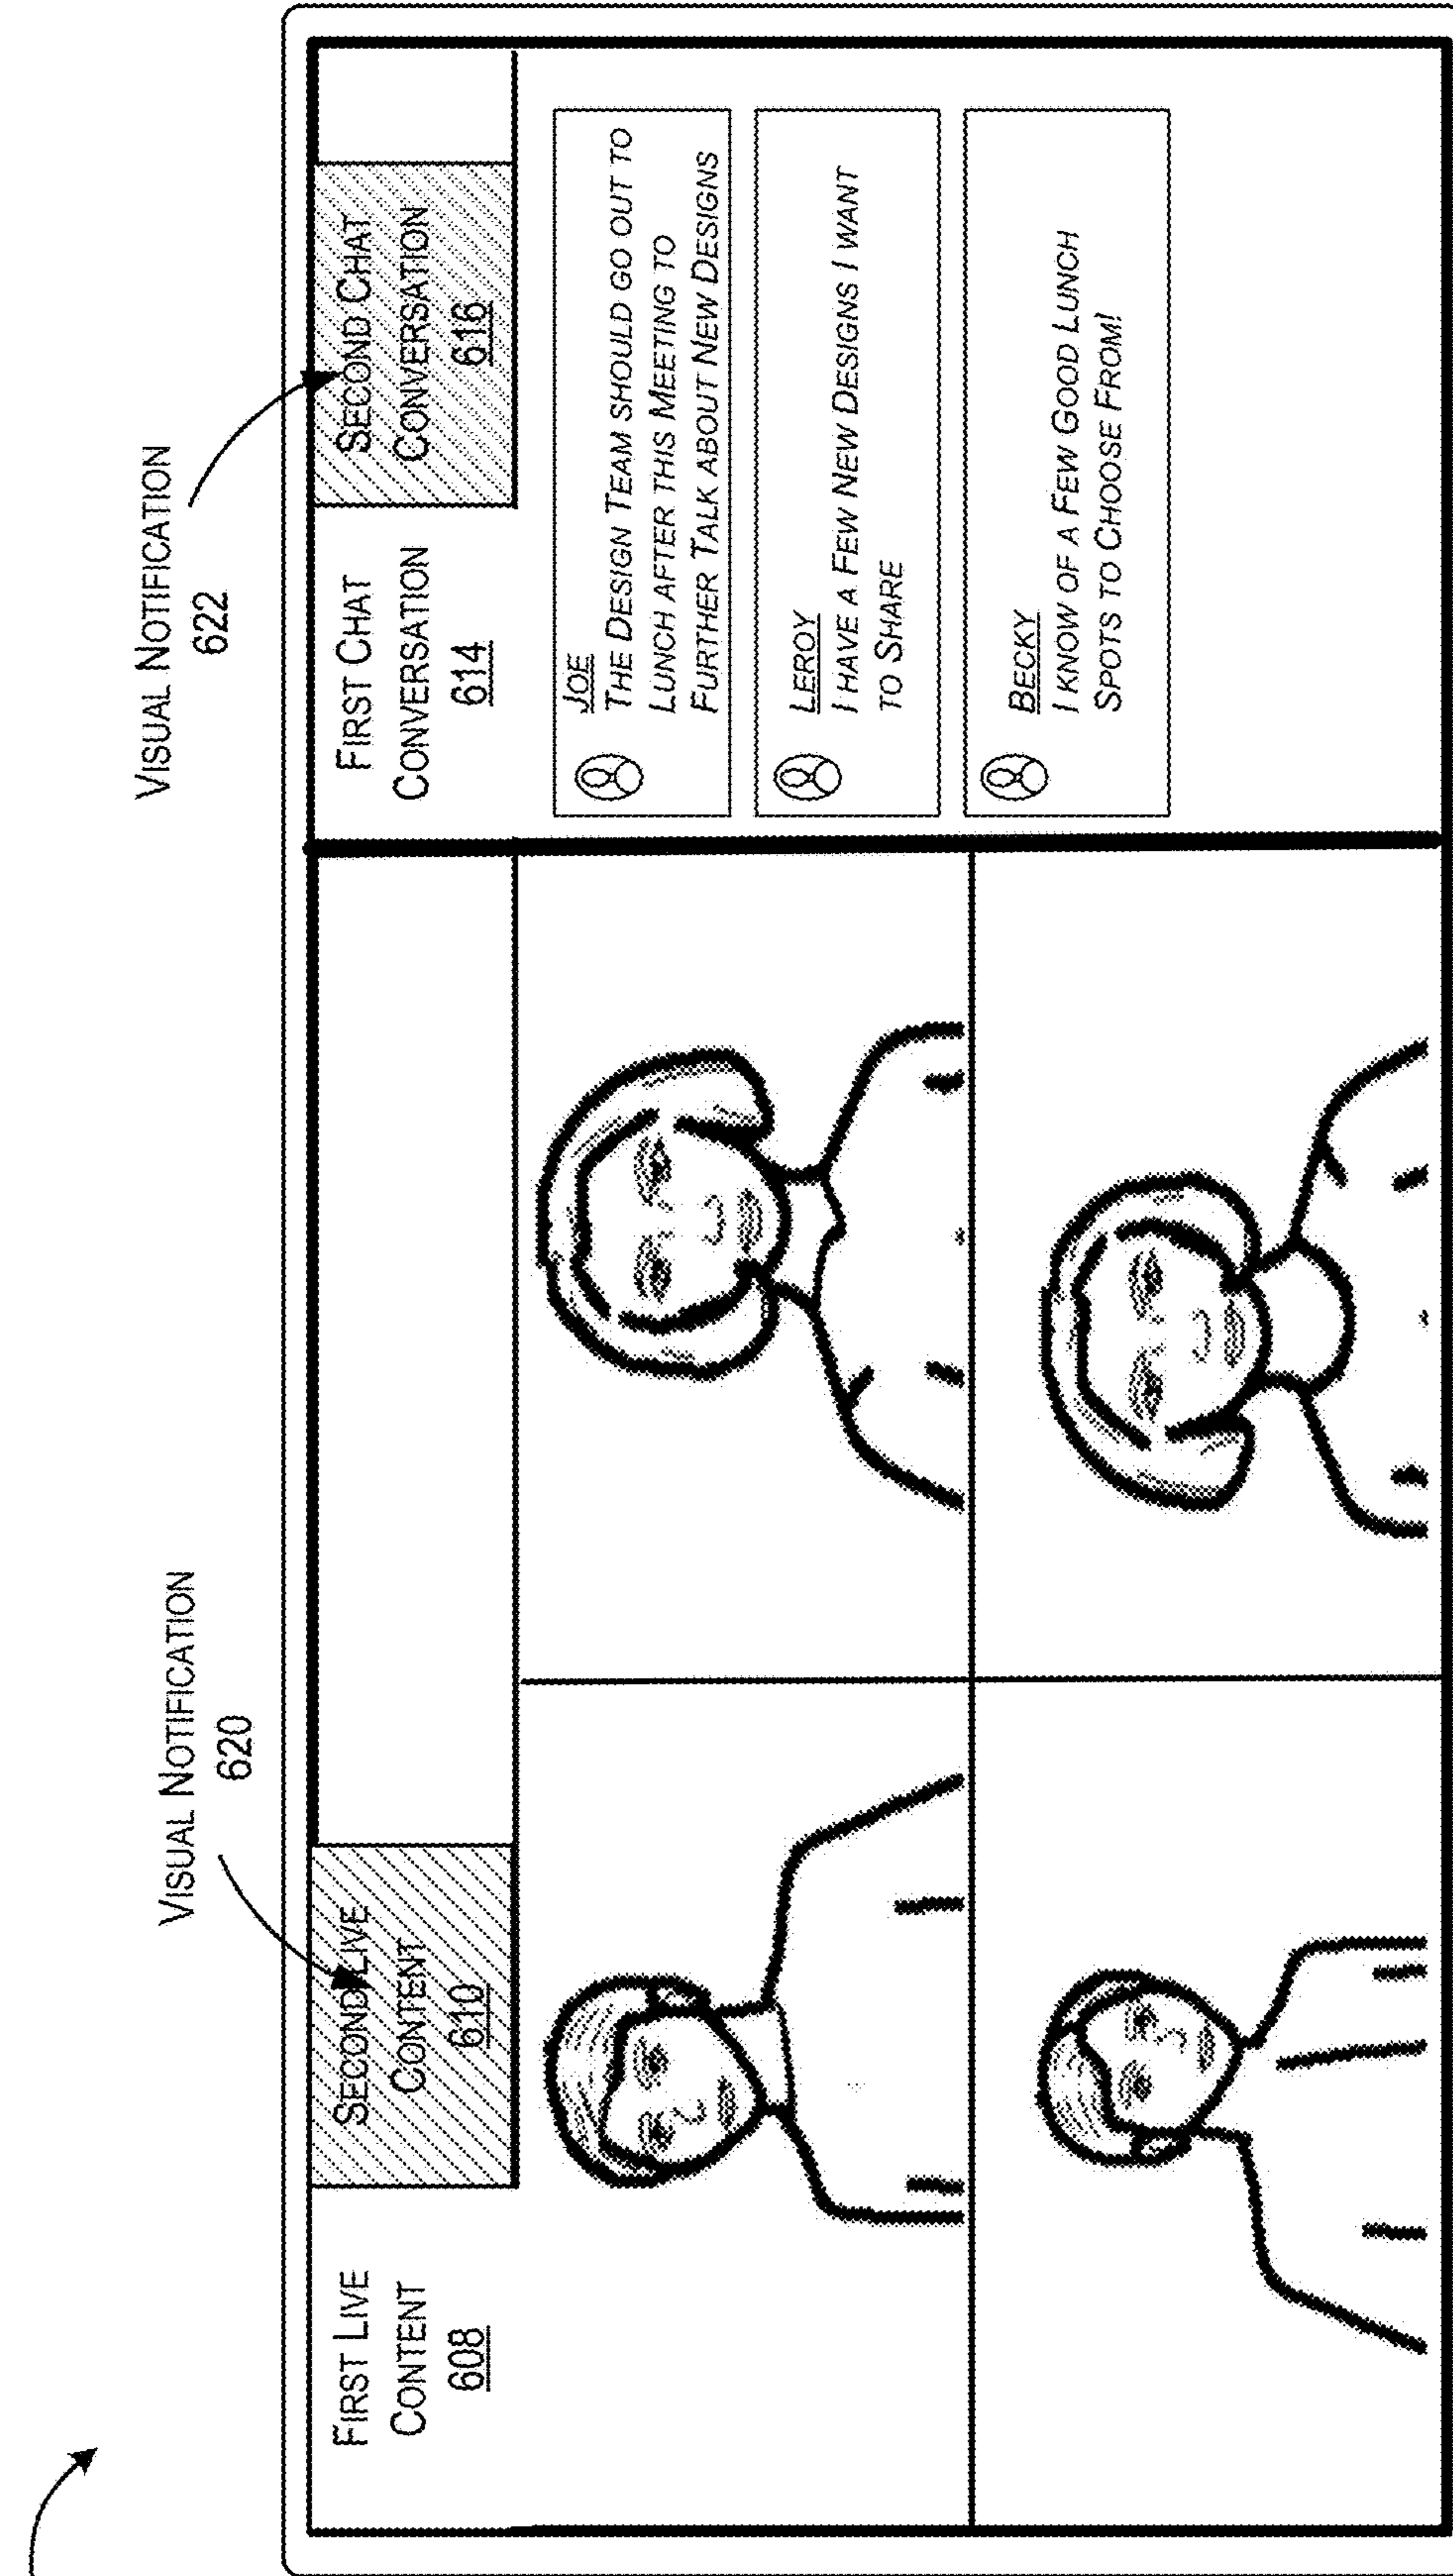 VISUAL NOTIFICATION
620
VISUAL NOTIFICATION
622
FIRST LIVE
CONTENT
608
SECOND LIVE
CONTENT
610
FIRST CHAT
CONVERSATION
614
SECOND CHAT
CONVERSATION
616
JOE
THE DESIGN TEAM SHOULD GO OUT TO
LUNCH AFTER THIS MEETING TO
FURTHER TALK ABOUT NEW DESIGNS
LEROY
I HAVE A FEW NEW DESIGNS I WANT
TO SHARE
BECKY
I KNOW OF A FEW GOOD LUNCH
SPOTS TO CHOOSE FROM!